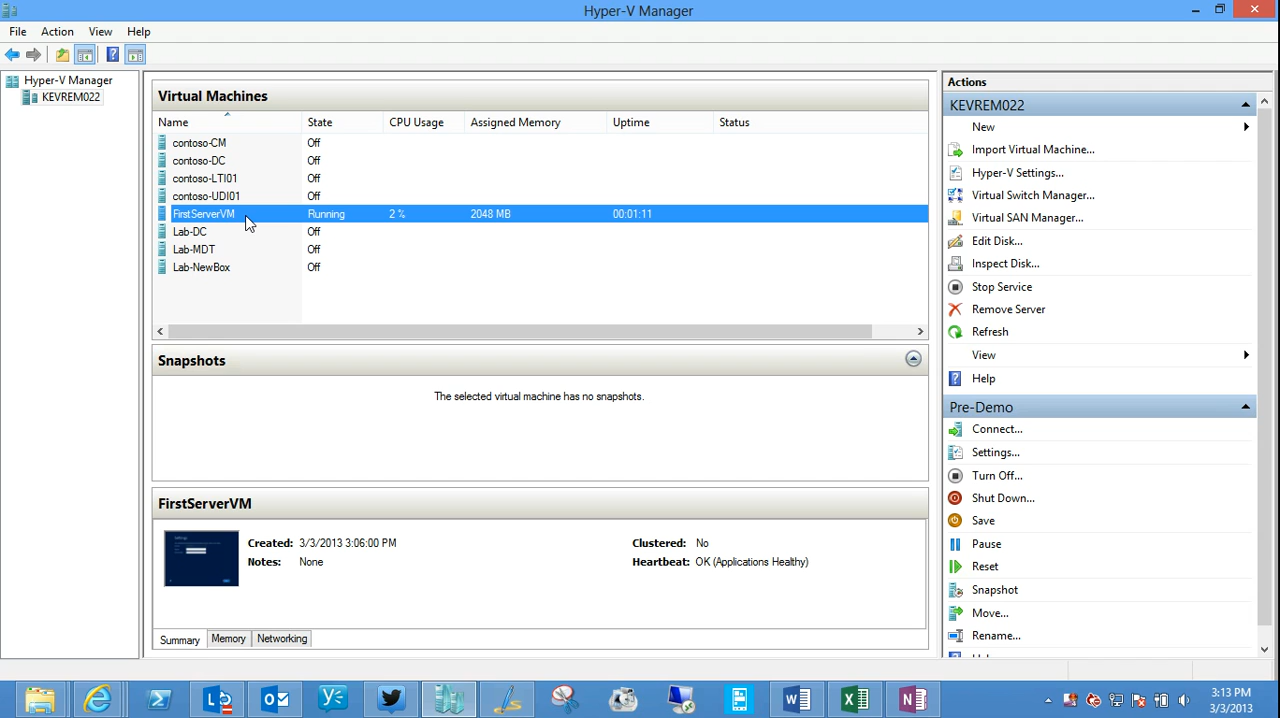 Hyper-V Manager
File Action View Help
Hyper-V Manager
KEVREM022
Virtual Machines
Name State CPU Usage Assigned Memory Uptime Status
contoso-CM Off
contoso-DC Off
contoso-LTI01 Off
contoso-UDI01 Off
FirstServerVM Running 2 % 2048 MB 00:01:11
Lab-DC Off
Lab-MDT Off
Lab-NewBox Off
Snapshots
The selected virtual machine has no snapshots.
FirstServerVM
Created: 3/3/2013 3:06:00 PM Clustered: No
Notes: None Heartbeat: OK (Applications Healthy)
Summary Memory Networking
Actions
KEVREM022
New
Import Virtual Machine...
Hyper-V Settings...
Virtual Switch Manager...
Virtual SAN Manager...
Edit Disk...
Inspect Disk...
Stop Service
Remove Server
Refresh
View
Help
Pre-Demo
Connect...
Settings...
Turn Off...
Shut Down...
Save
Pause
Reset
Snapshot
Move...
Rename...
3:13 PM
3/3/2013